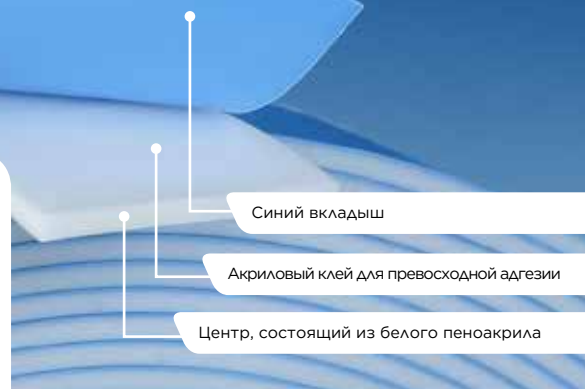 Синий вкладыш
Акриловый клей для превосходной адгезии
Центр, состоящий из белого пеноакрила